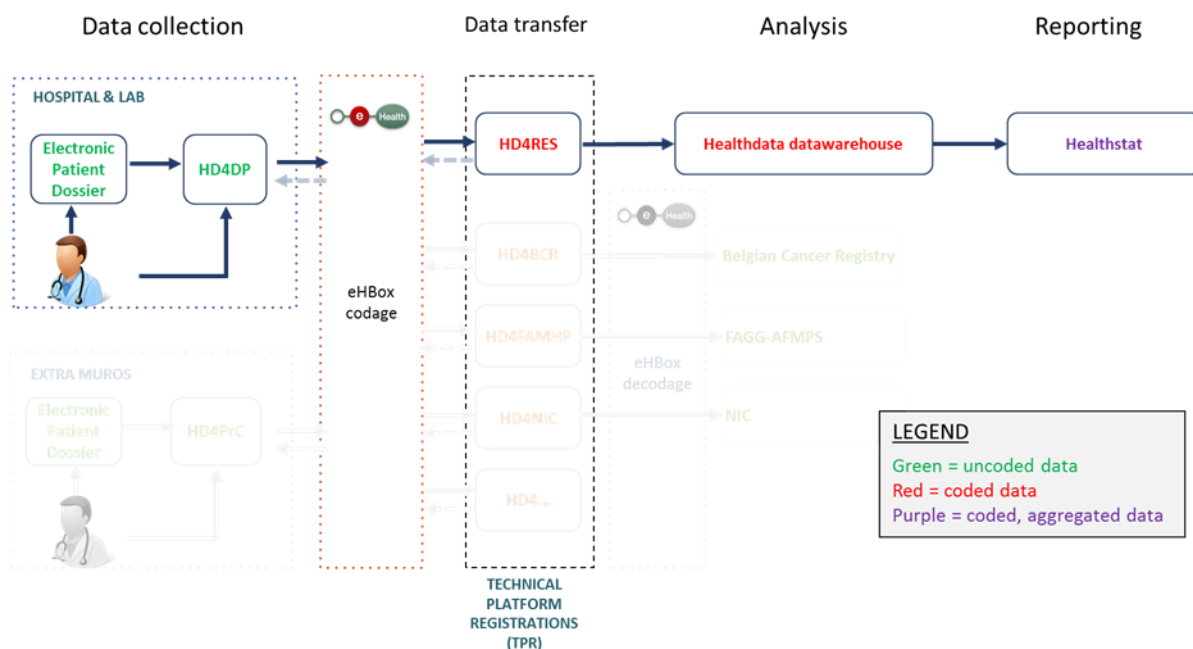 Data collection
Data transfer
Analysis
Reporting
HOSPITAL & LAB
Electronic
Patient
Dossier
HD4DP
e Health
HD4RES
Healthdata datawarehouse
Healthstat
e Health
HD4BCR
Belgian Cancer Registry
eHBox
codage
HD4FAMHP
FAGG-AFMPS
eHBox
decodage
EXTRA MUROS
Electronic
Patient
Dossier
HD4PrC
HD4NIC
NIC
HD4...
LEGEND
Green = uncoded data
Red = coded data
Purple = coded, aggregated data
TECHNICAL
PLATFORM
REGISTRATIONS
(TPR)